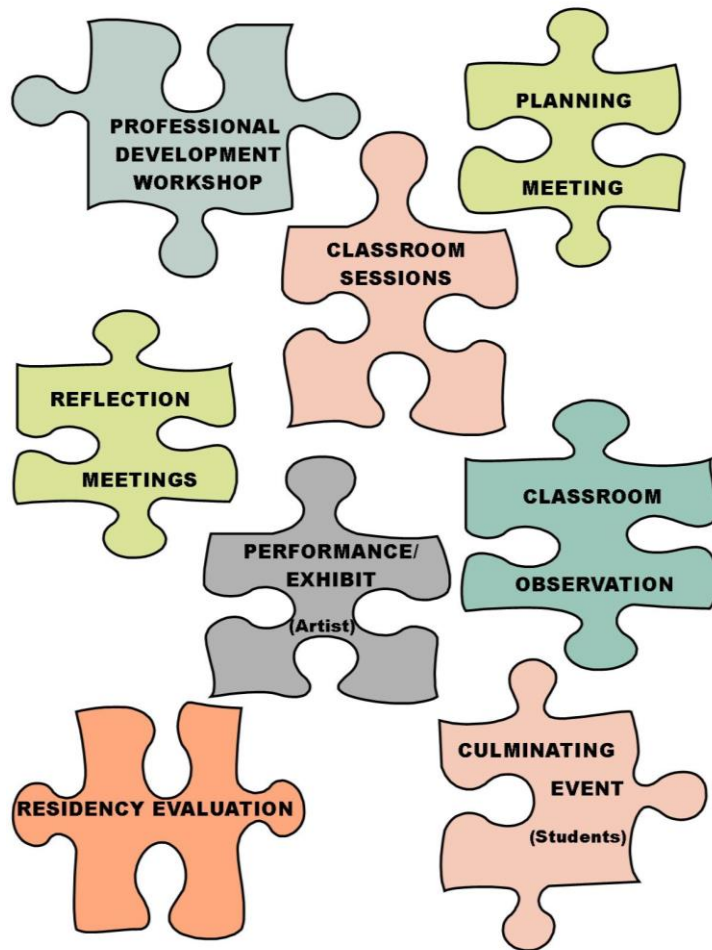 PROFESSIONAL
DEVELOPMENT
WORKSHOP
PLANNING
MEETING
CLASSROOM
SESSIONS
REFLECTION
MEETINGS
CLASSROOM
OBSERVATION
PERFORMANCE/
EXHIBIT
(Artist)
RESIDENCY EVALUATION
CULMINATING
EVENT
(Students)